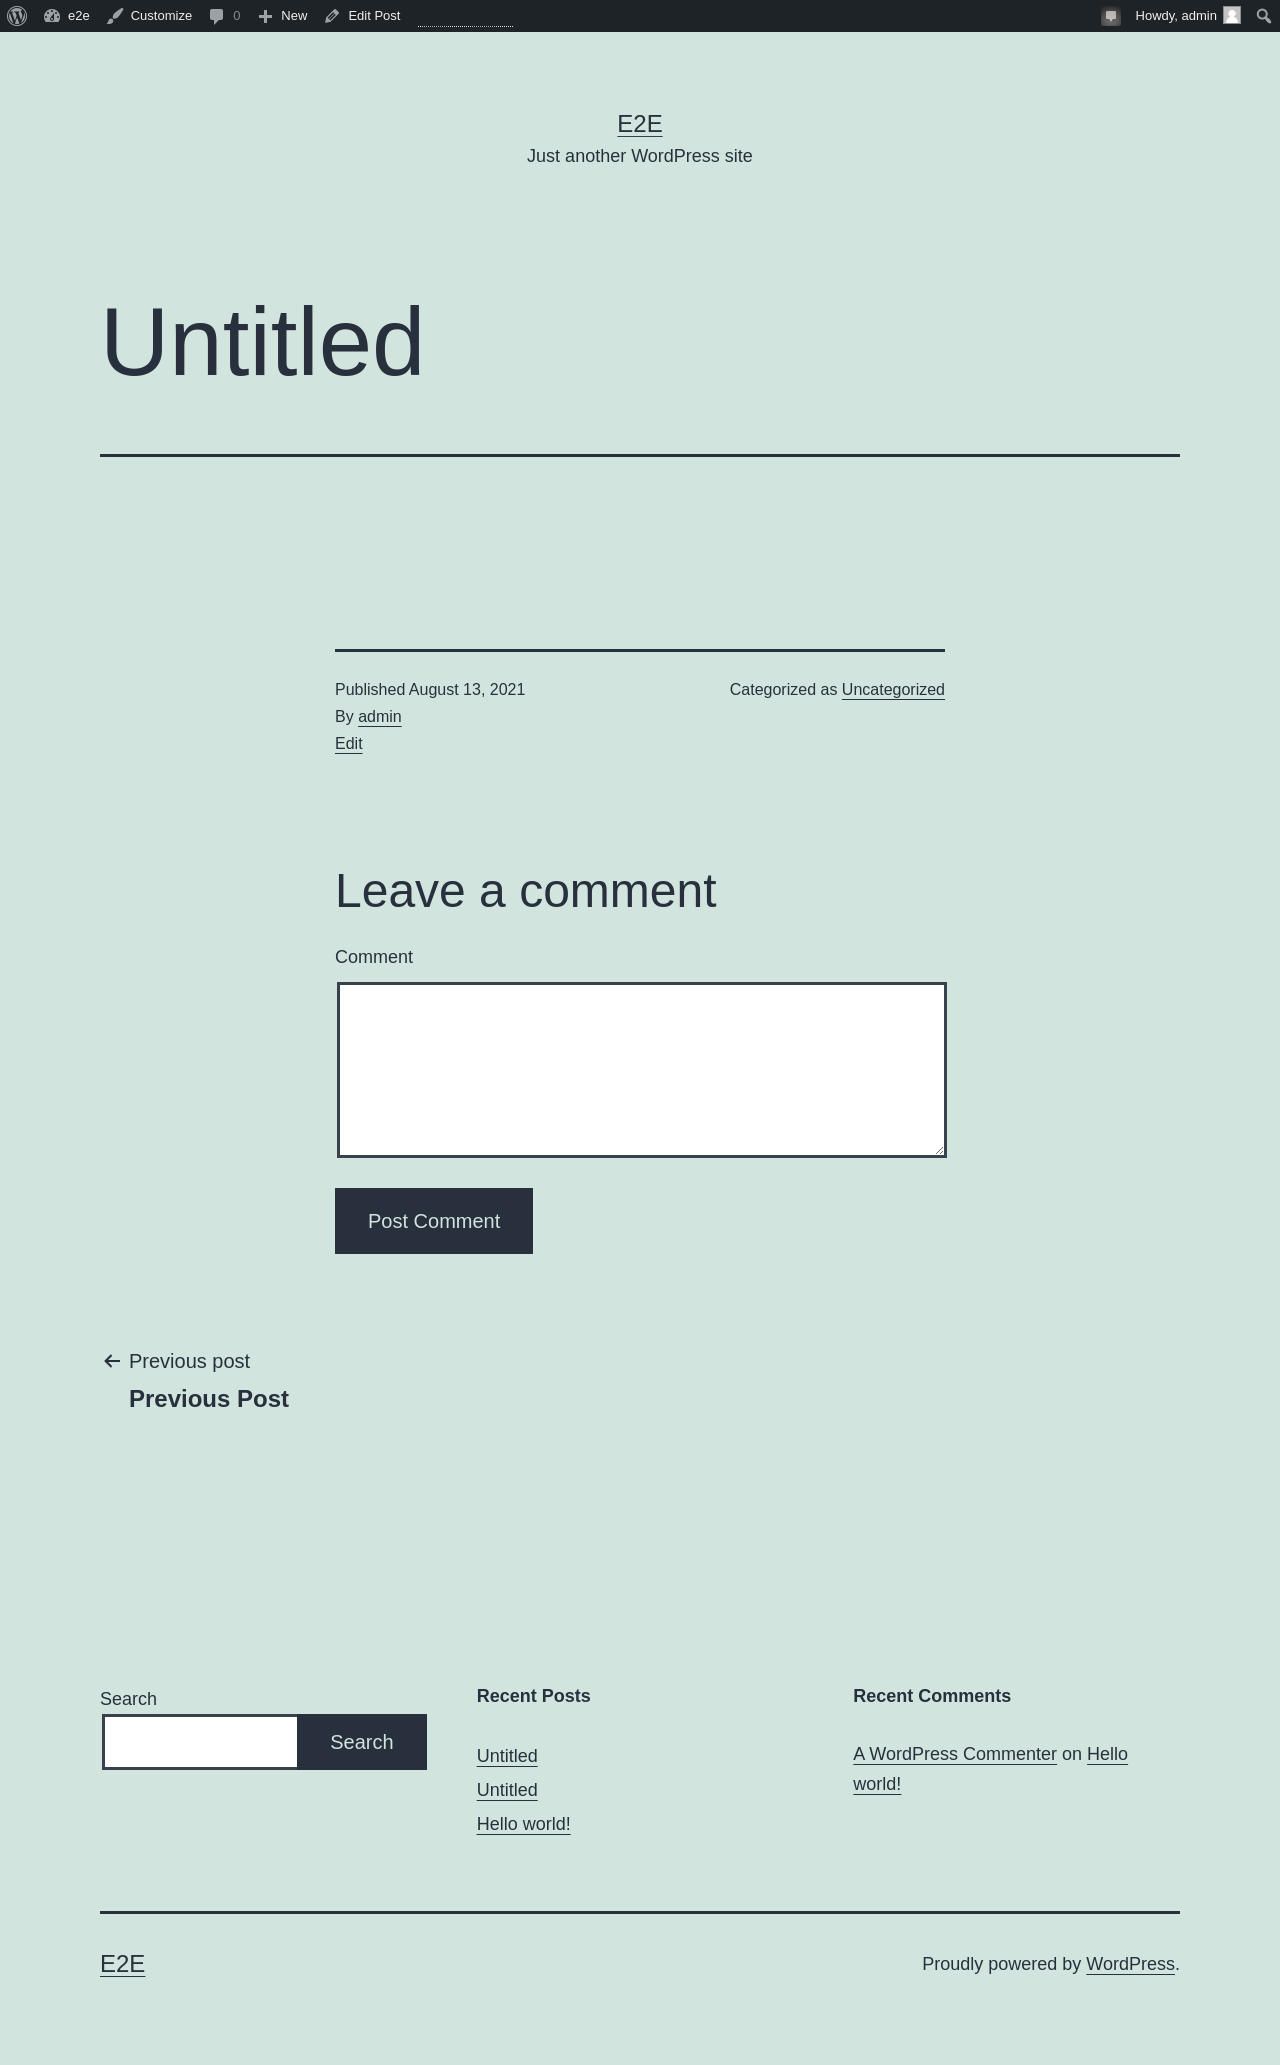 e2e Customize 0 New Edit Post Howdy, admin
E2E
Just another WordPress site
Untitled
Published August 13, 2021 Categorized as Uncategorized
By admin
Edit
Leave a comment
Comment
Post Comment
Previous post
Previous Post
Search
Search
Recent Posts
Untitled
Untitled
Hello world!
Recent Comments
A WordPress Commenter on Hello
world!
E2E
Proudly powered by WordPress.